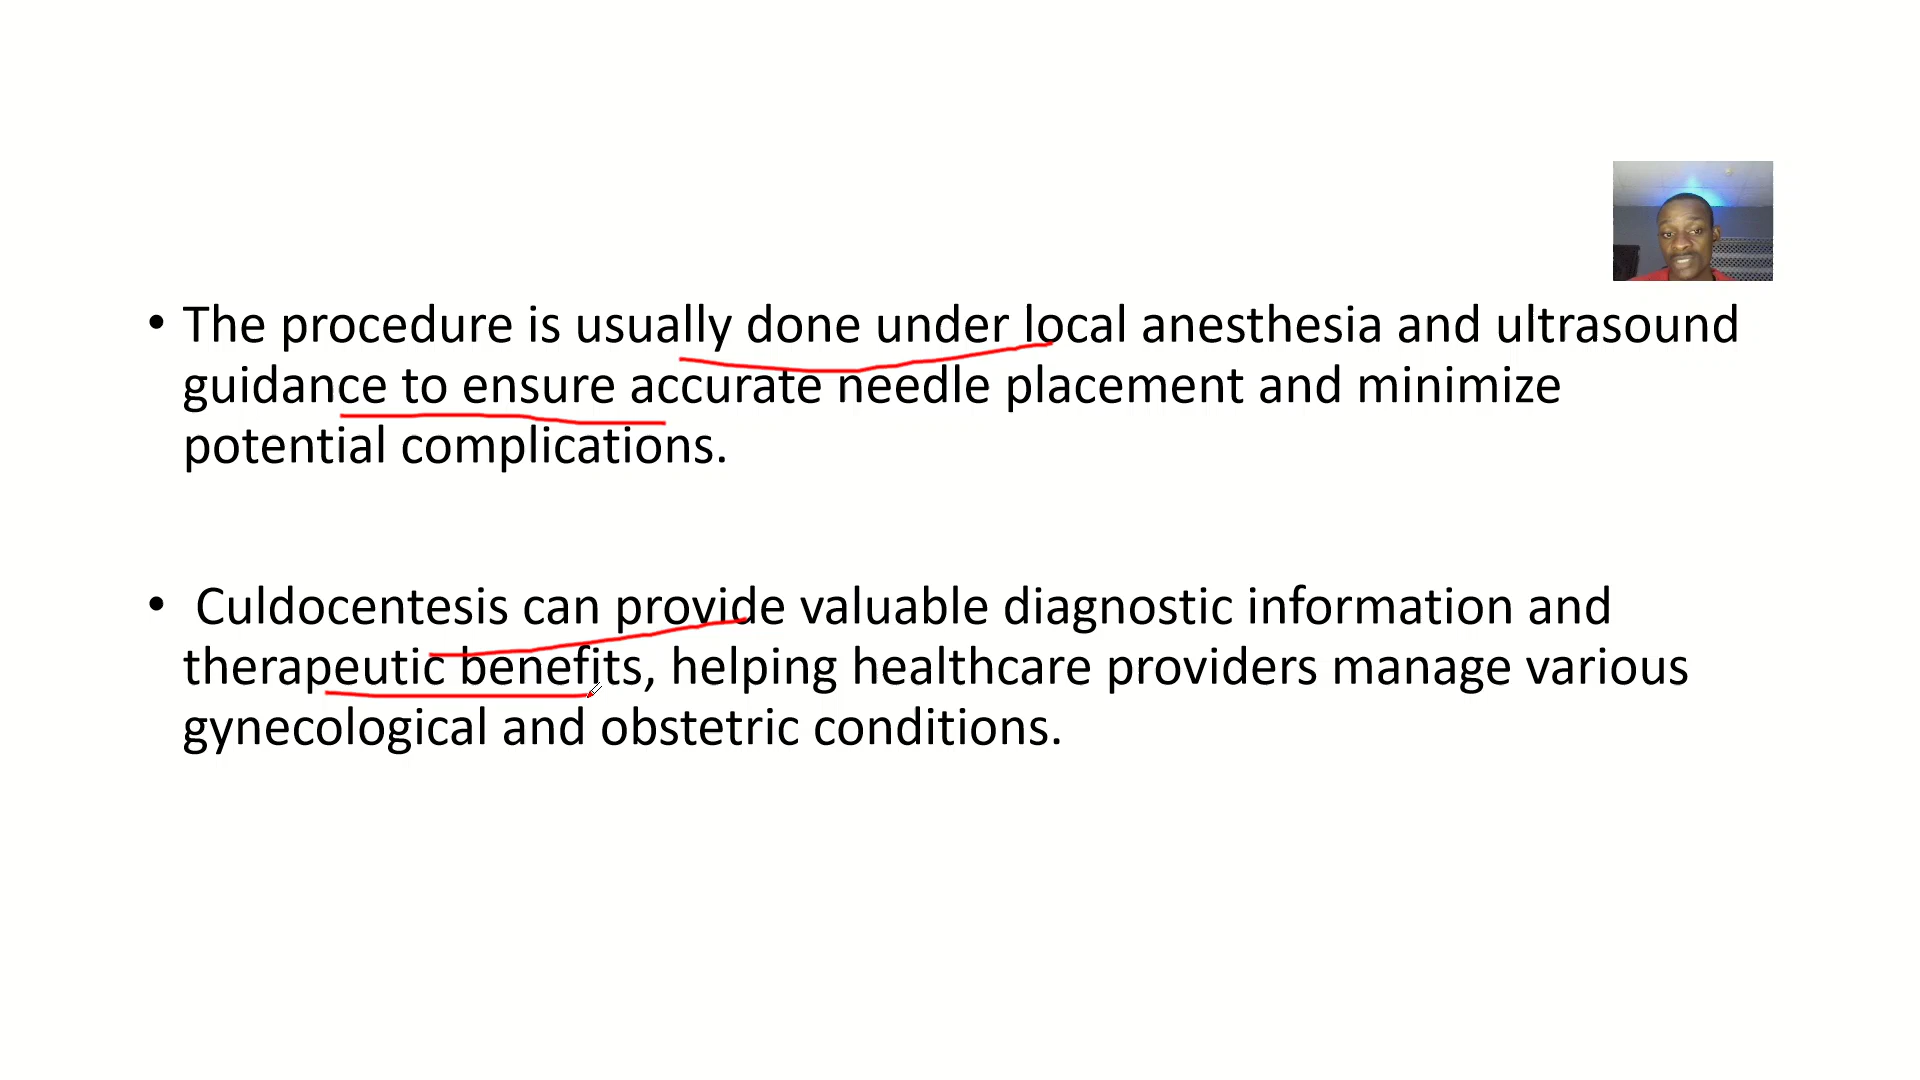 • The procedure is usually done under local anesthesia and ultrasound
guidance to ensure accurate needle placement and minimize
potential complications.
• Culdocentesis can provide valuable diagnostic information and
therapeutic benefits, helping healthcare providers manage various
gynecological and obstetric conditions.